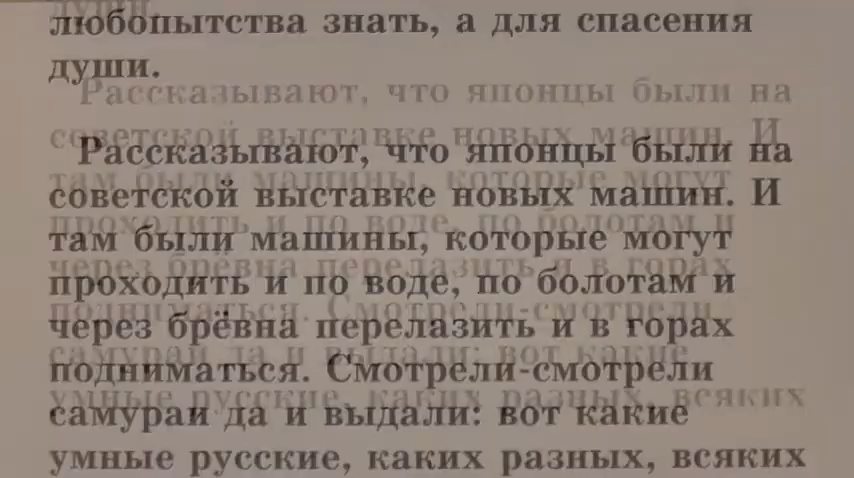 любопытства знать, а для спасения
души.
Рассказывают, что японцы были на
советской выставке новых машин. И
там были машины, которые могут
проходить и по воде, по болотам и
через брёвна перелазить и в горах
подниматься. Смотрели-смотрели
самураи да и выдали: вот какие
умные русские, каких разных, всяких